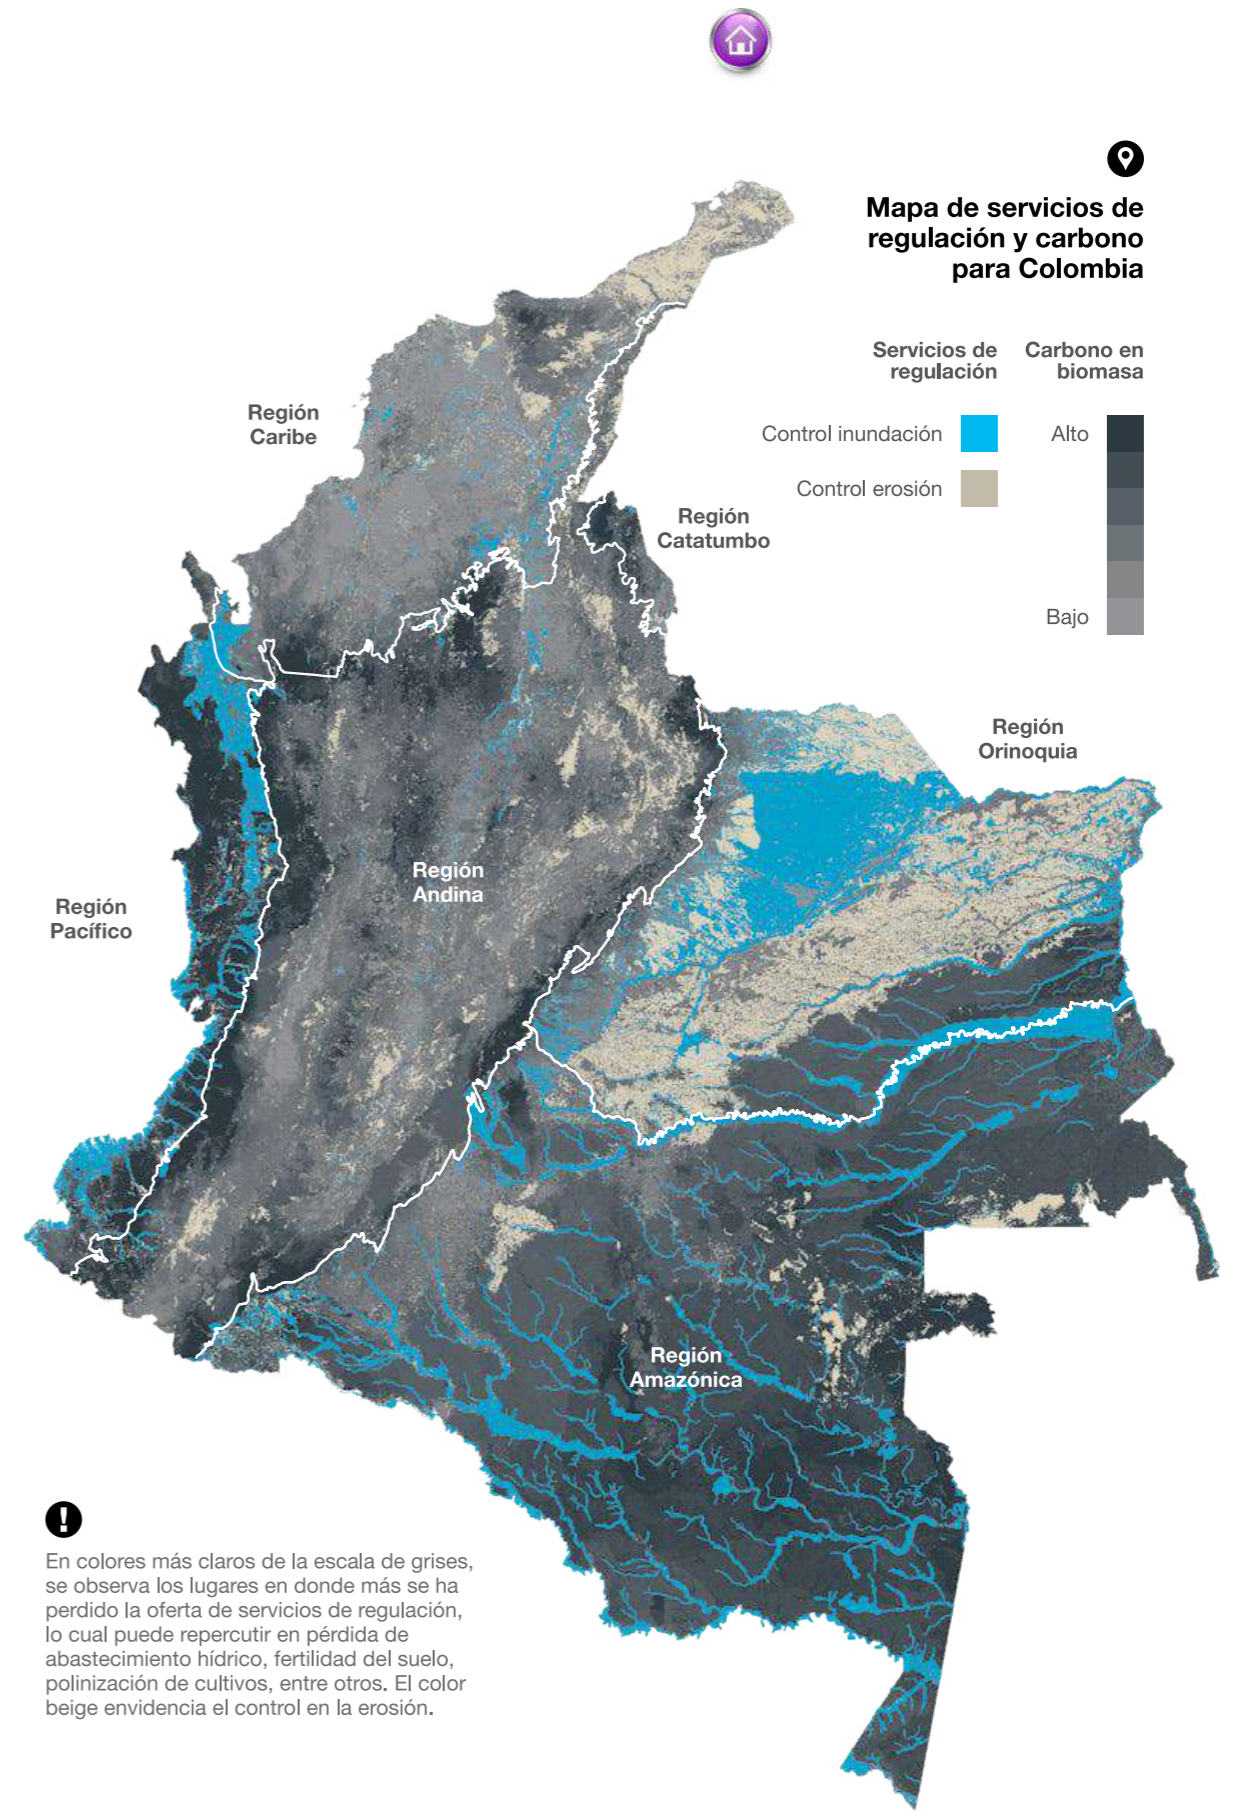 Mapa de servicios de
regulación y carbono
para Colombia
Servicios de
regulación
Carbono en
biomasa
Control inundación
Alto
Control erosión
Bajo
Región
Caribe
Región
Catatumbo
Región
Orinoquia
Región
Andina
Región
Pacífico
Región
Amazónica
En colores más claros de la escala de grises,
se observa los lugares en donde más se ha
perdido la oferta de servicios de regulación,
lo cual puede repercutir en pérdida de
abastecimiento hídrico, fertilidad del suelo,
polinización de cultivos, entre otros. El color
beige envidencia el control en la erosión.